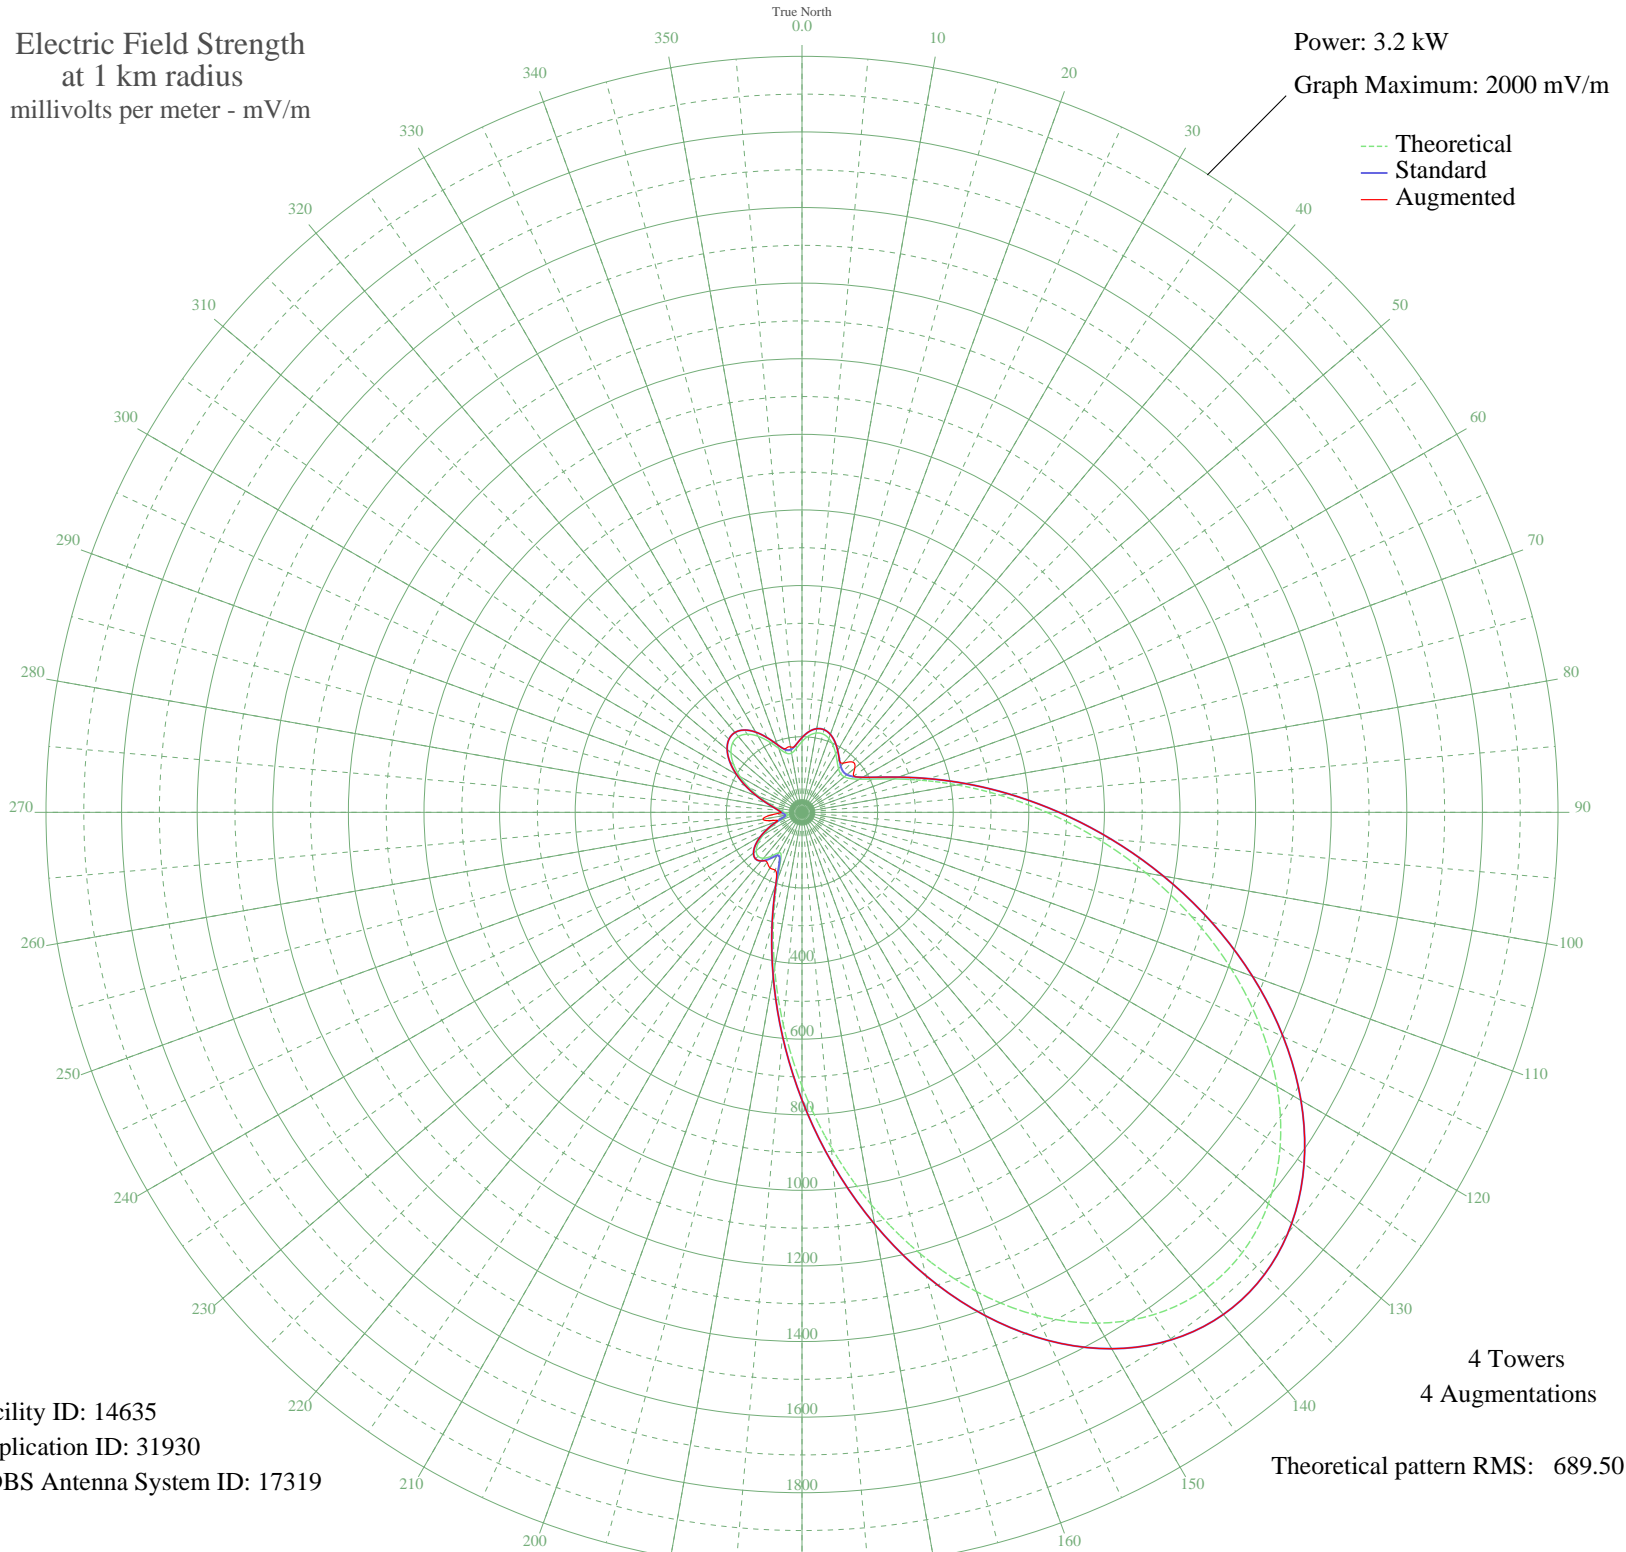 True North
0.0
Electric Field Strength
at 1 km radius
millivolts per meter - mV/m
Power: 3.2 kW
Graph Maximum: 2000 mV/m
Theoretical
Standard
Augmented
10
20
30
40
50
60
70
80
90
100
110
120
130
140
150
160
200
210
220
230
240
250
260
270
280
290
300
310
320
330
340
350
400
600
800
1000
1200
1400
1600
1800
4 Towers
4 Augmentations
Theoretical pattern RMS: 689.50
cility ID: 14635
plication ID: 31930
DBS Antenna System ID: 17319